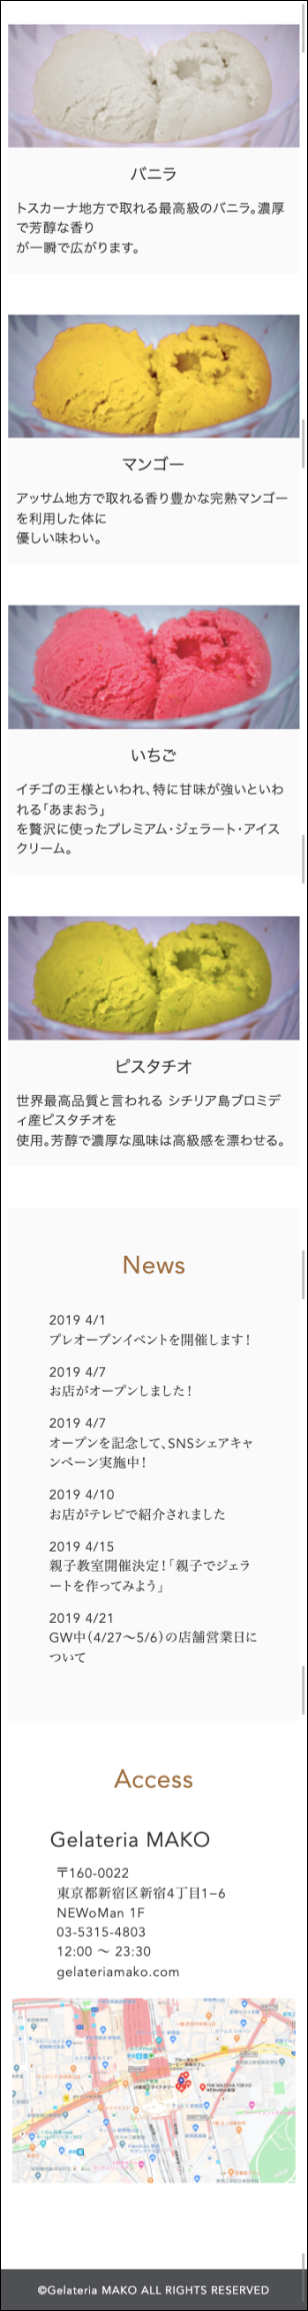 バニラ
トスカーナ地方で取れる最高級のバニラ。濃厚
で芳醇な香り
が一瞬で広がります。
マンゴー
アッサム地方で取れる香り豊かな完熟マンゴー
を利用した体に
優しい味わい。
いちご
イチゴの王様といわれ、特に甘味が強いといわ
れる「あまおう」
を贅沢に使ったプレミアム・ジェラート・アイス
クリーム。
ピスタチオ
世界最高品質と言われる シチリア島ブロミデ
ィ産ピスタチオを
使用。芳醇で濃厚な風味は高級感を漂わせる。
News
2019 4/1
プレオープンイベントを開催します！
2019 4/7
お店がオープンしました！
2019 4/7
オープンを記念して、SNSシェアキャ
ンペーン実施中！
2019 4/10
お店がテレビで紹介されました
2019 4/15
親子教室開催決定！「親子でジェラ
ートを作ってみよう」
2019 4/21
GW中（4/27〜5/6）の店舗営業日に
ついて
Access
Gelateria MAKO
〒160-0022
東京都新宿区新宿4丁目1−6
NEWoMan 1F
03-5315-4803
12:00 〜 23:30
gelateriamako.com
©Gelateria MAKO ALL RIGHTS RESERVED